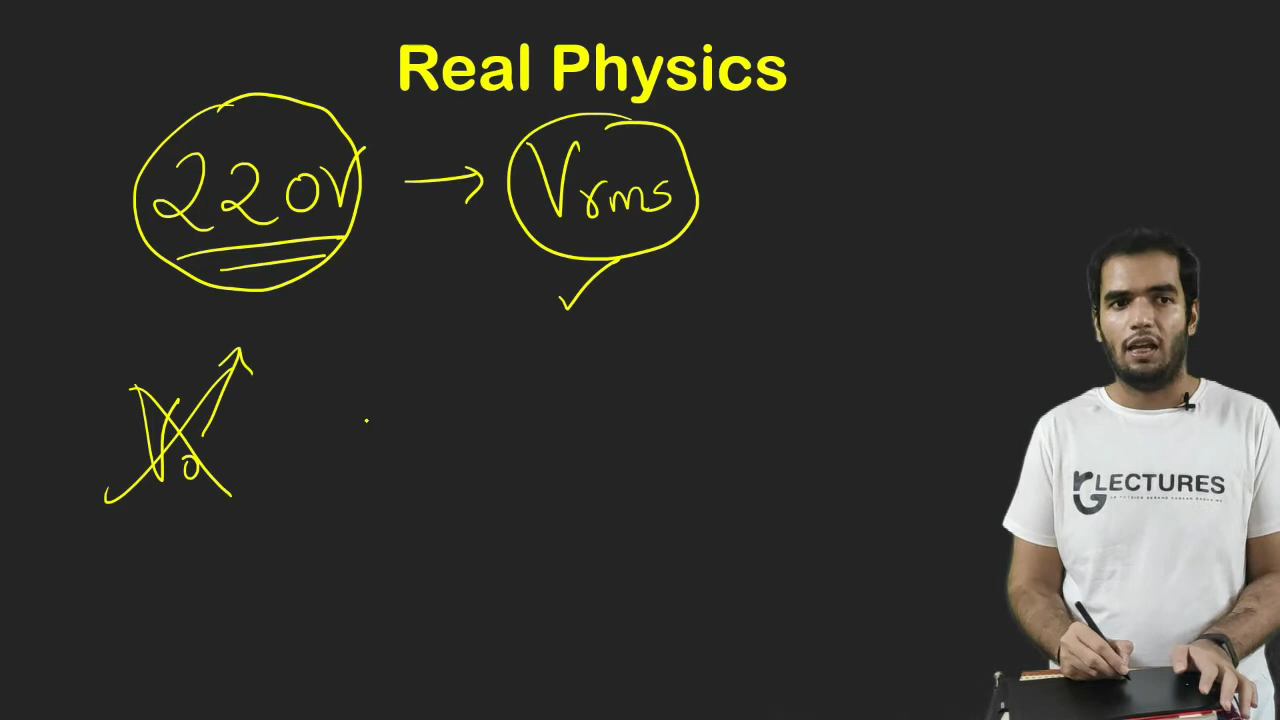 Real Physics
220V → Vrms ✓
V₀
LECTURES